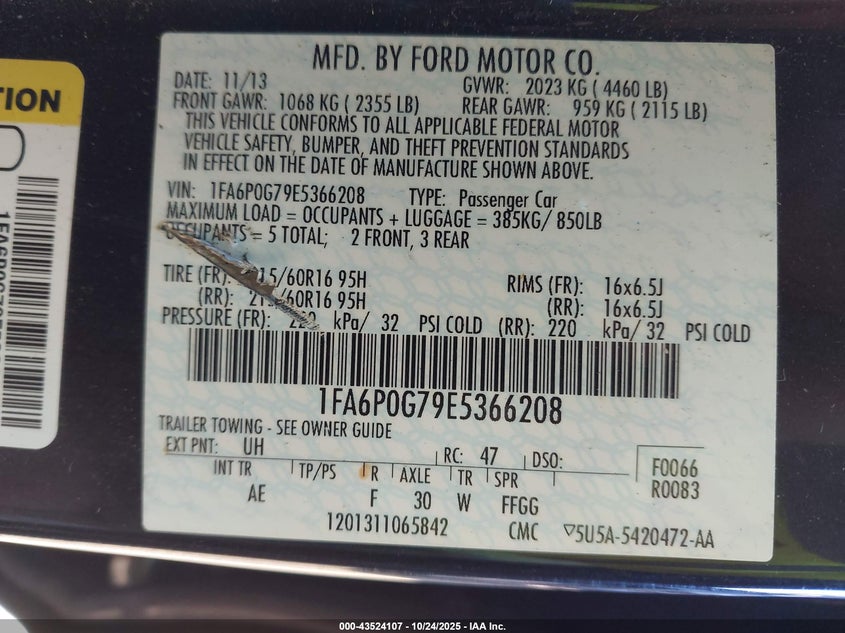 TION
MFD. BY FORD MOTOR CO.
DATE: 11/13 GVWR: 2023 KG ( 4460 LB)
FRONT GAWR: 1068 KG ( 2355 LB) REAR GAWR: 959 KG ( 2115 LB)
THIS VEHICLE CONFORMS TO ALL APPLICABLE FEDERAL MOTOR
VEHICLE SAFETY, BUMPER, AND THEFT PREVENTION STANDARDS
IN EFFECT ON THE DATE OF MANUFACTURE SHOWN ABOVE.
VIN: 1FA6P0G79E5366208 TYPE: Passenger Car
MAXIMUM LOAD = OCCUPANTS + LUGGAGE = 385KG/ 850LB
OCCUPANTS = 5 TOTAL; 2 FRONT, 3 REAR
TIRE (FR): 215/60R16 95H RIMS (FR): 16x6.5J
(RR): 215/60R16 95H (RR): 16x6.5J
PRESSURE (FR): 220 kPa/ 32 PSI COLD (RR): 220 kPa/ 32 PSI COLD
1FA6P0G79E5366208
TRAILER TOWING - SEE OWNER GUIDE
EXT PNT: UH RC: 47 DSO: F0066
INT TR TP/PS R AXLE TR SPR R0083
AE F 30 W FFGG
1201311065842 CMC ▽5U5A-5420472-AA
000-43524107 - 10/24/2025 - IAA Inc.